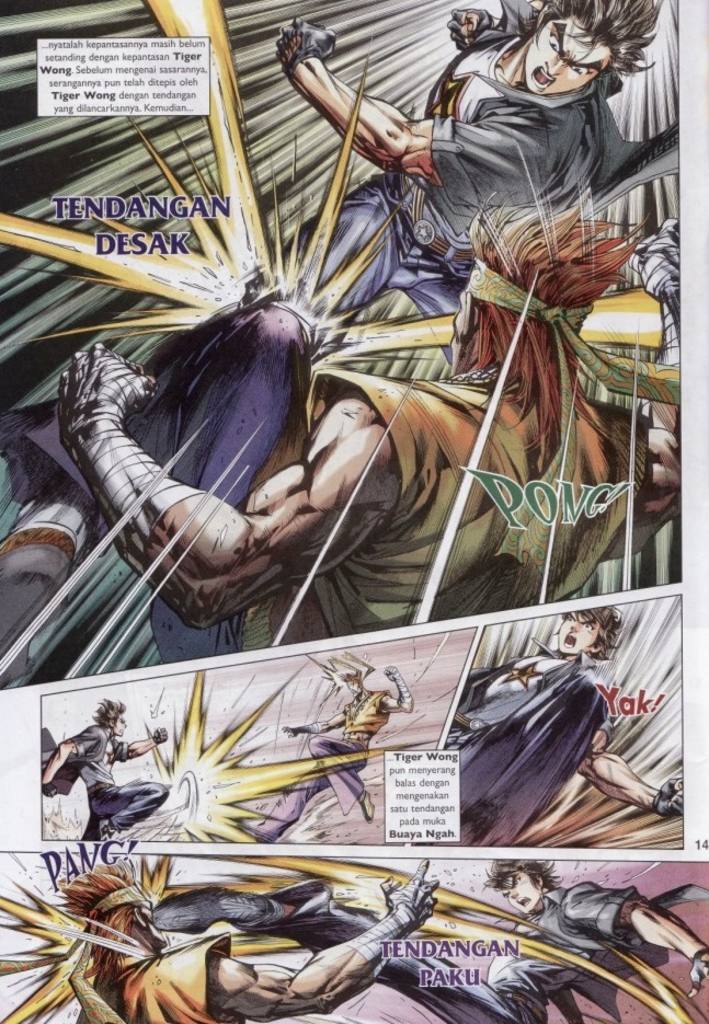 ...nyatalah kepantasannya masih belum
setanding dengan kepantasan Tiger
Wong. Sebelum mengenai sasarannya,
serangannya pun telah ditepis oleh
Tiger Wong dengan tendangan
yang dilancarkannya. Kemudian...
TENDANGAN
DESAK
PONG!
Yak!
...Tiger Wong
pun menyerang
balas dengan
mengenakan
satu tendangan
pada muka
Buaya Ngah.
14
PANG!
TENDANGAN
PAKU